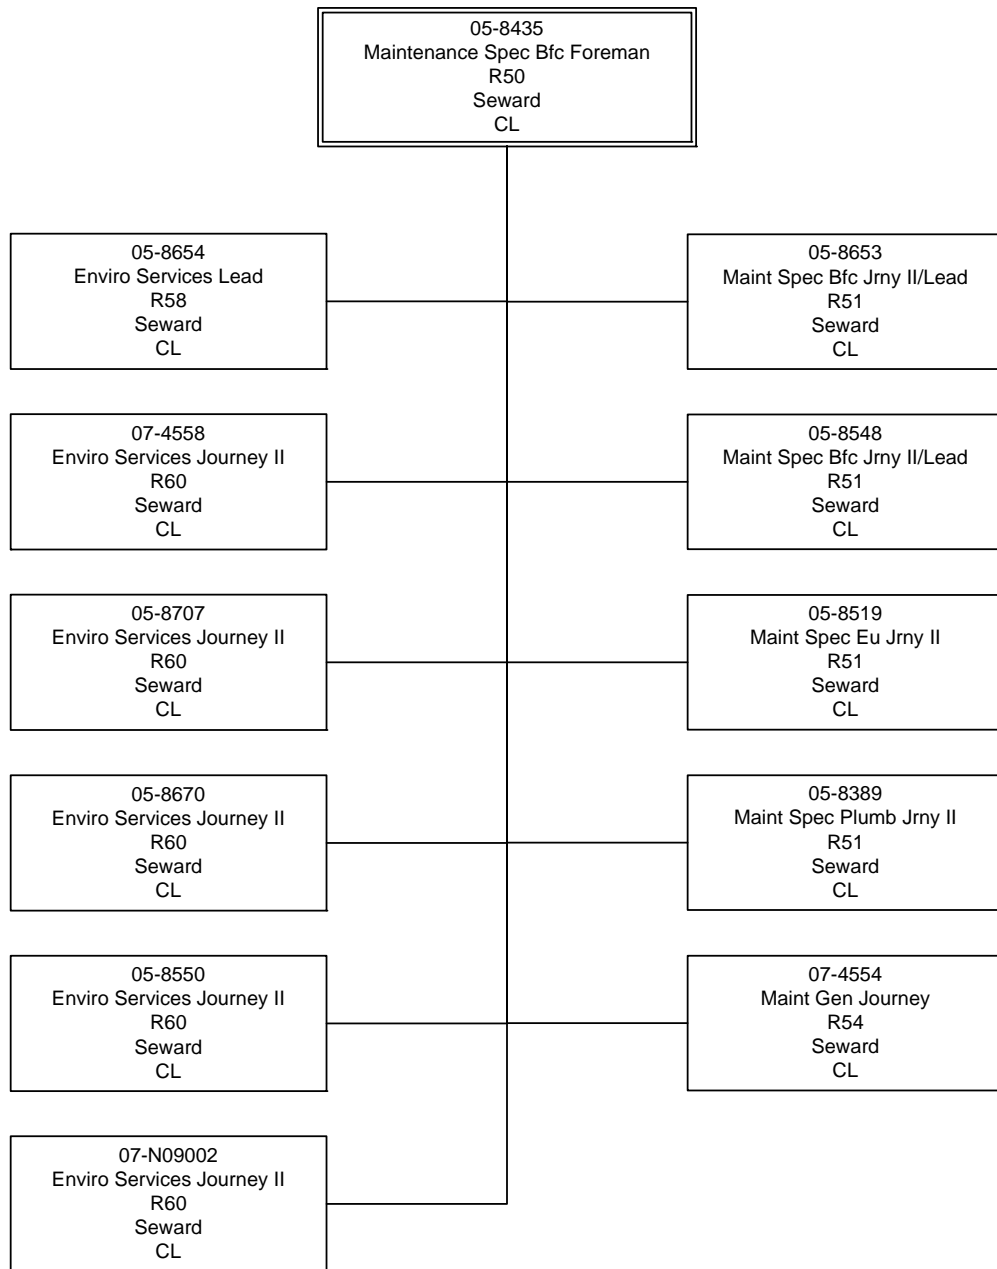 05-8435
Maintenance Spec Bfc Foreman
R50
Seward
CL
05-8654
Enviro Services Lead
R58
Seward
CL
05-8653
Maint Spec Bfc Jrny II/Lead
R51
Seward
CL
07-4558
Enviro Services Journey II
R60
Seward
CL
05-8548
Maint Spec Bfc Jrny II/Lead
R51
Seward
CL
05-8707
Enviro Services Journey II
R60
Seward
CL
05-8519
Maint Spec Eu Jrny II
R51
Seward
CL
05-8670
Enviro Services Journey II
R60
Seward
CL
05-8389
Maint Spec Plumb Jrny II
R51
Seward
CL
05-8550
Enviro Services Journey II
R60
Seward
CL
07-4554
Maint Gen Journey
R54
Seward
CL
07-N09002
Enviro Services Journey II
R60
Seward
CL